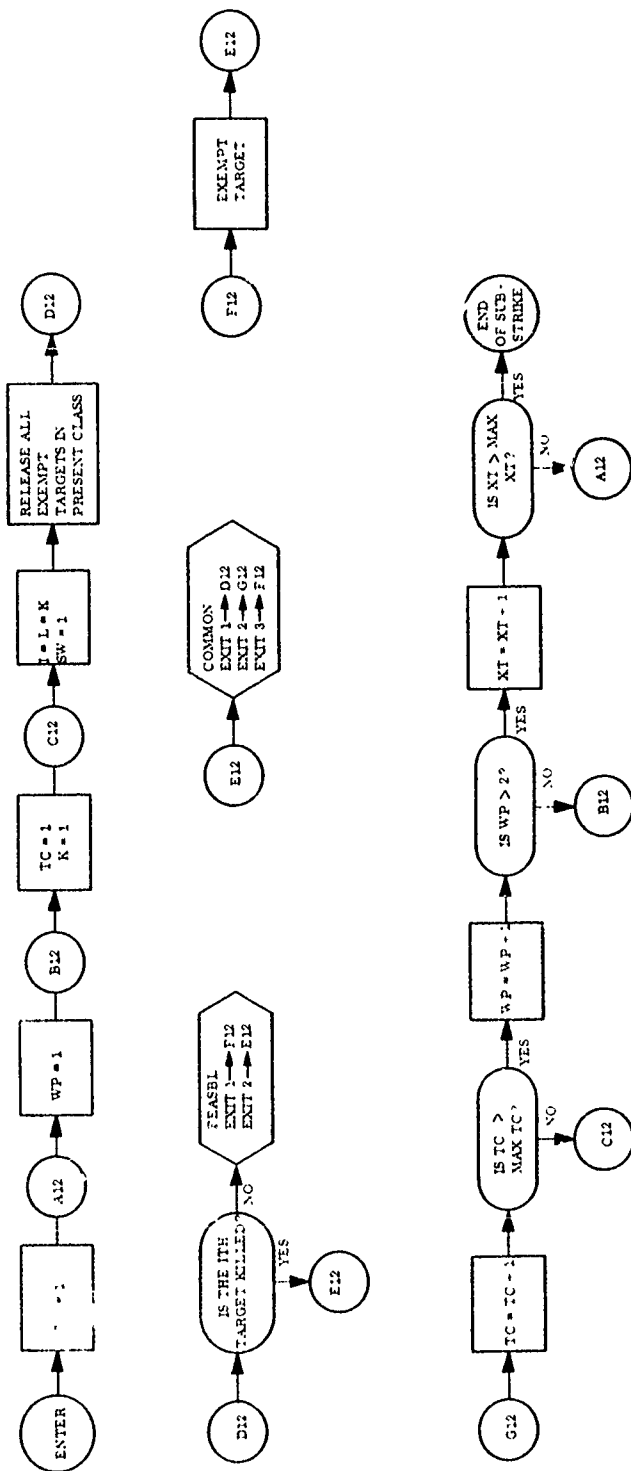 ENTER
= 1
A12
WP = 1
B12
TC = 1
K = 1
C12
I = L = K
SW = 1
RELEASE ALL
EXEMPT
TARGETS IN
PRESENT CLASS
D12
D12
IS THE ITH
TARGET KILLED?
NO
YES
E12
FEASBL
EXIT 1 → F12
EXIT 2 → E12
E12
COMMON
EXIT 1 → D12
EXIT 2 → G12
EXIT 3 → F12
F12
EXEMPT
TARGET
E12
G12
TC = TC + 1
IS TC >
MAX TC?
YES
NO
C12
WP = WP + 1
IS WP > 2?
YES
NO
B12
XT = XT + 1
IS XT > MAX
XT?
YES
NO
A12
END
OF SUB-
STRIKE